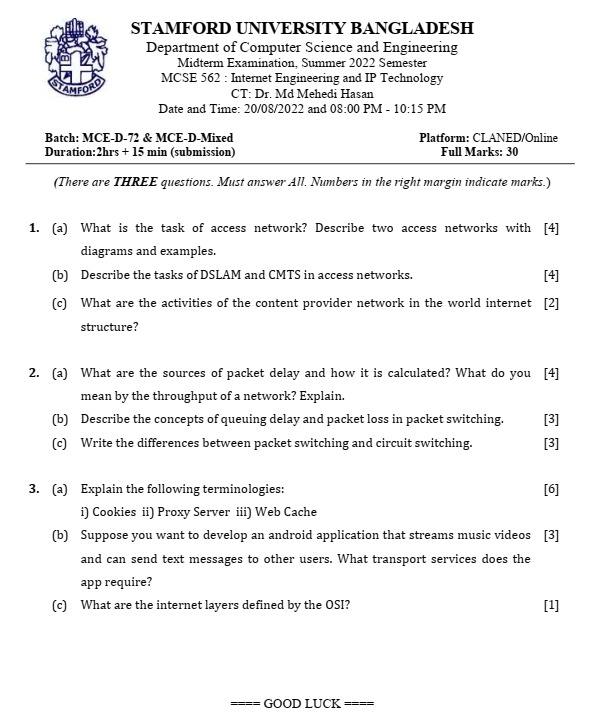 STAMFORD UNIVERSITY BANGLADESH
Department of Computer Science and Engineering
Midterm Examination, Summer 2022 Semester
MCSE 562 : Internet Engineering and IP Technology
CT: Dr. Md Mehedi Hasan
Date and Time: 20/08/2022 and 08:00 PM - 10:15 PM
STAMFORD
Batch: MCE-D-72 & MCE-D-Mixed Platform: CLANED/Online
Duration:2hrs + 15 min (submission) Full Marks: 30
(There are THREE questions. Must answer All. Numbers in the right margin indicate marks.)
1. (a) What is the task of access network? Describe two access networks with [4]
diagrams and examples.
(b) Describe the tasks of DSLAM and CMTS in access networks. [4]
(c) What are the activities of the content provider network in the world internet [2]
structure?
2. (a) What are the sources of packet delay and how it is calculated? What do you [4]
mean by the throughput of a network? Explain.
(b) Describe the concepts of queuing delay and packet loss in packet switching. [3]
(c) Write the differences between packet switching and circuit switching. [3]
3. (a) Explain the following terminologies: [6]
i) Cookies ii) Proxy Server iii) Web Cache
(b) Suppose you want to develop an android application that streams music videos [3]
and can send text messages to other users. What transport services does the
app require?
(c) What are the internet layers defined by the OSI? [1]
==== GOOD LUCK ====